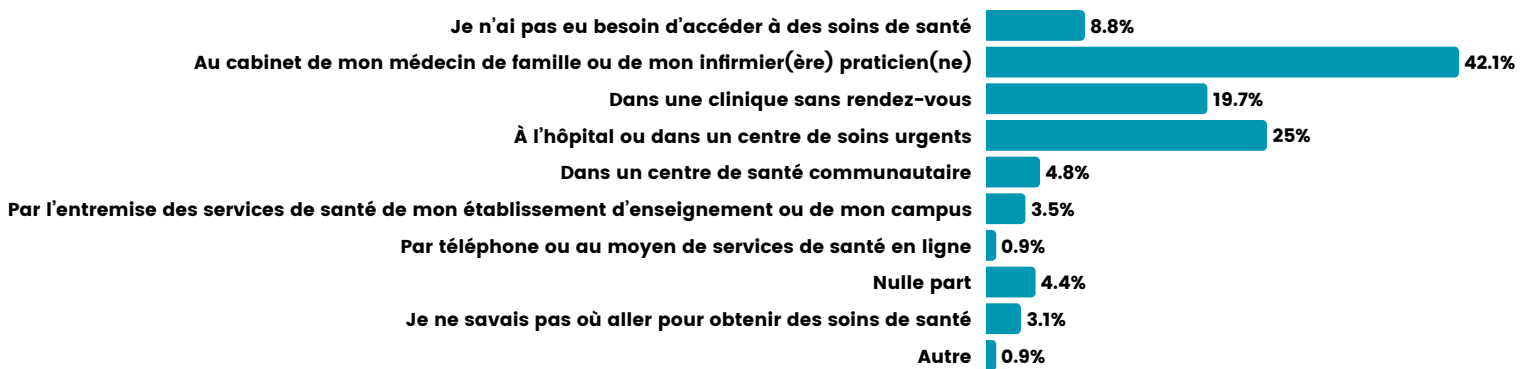 Je n’ai pas eu besoin d’accéder à des soins de santé 8.8%
Au cabinet de mon médecin de famille ou de mon infirmier(ère) praticien(ne) 42.1%
Dans une clinique sans rendez-vous 19.7%
À l’hôpital ou dans un centre de soins urgents 25%
Dans un centre de santé communautaire 4.8%
Par l’entremise des services de santé de mon établissement d’enseignement ou de mon campus 3.5%
Par téléphone ou au moyen de services de santé en ligne 0.9%
Nulle part 4.4%
Je ne savais pas où aller pour obtenir des soins de santé 3.1%
Autre 0.9%